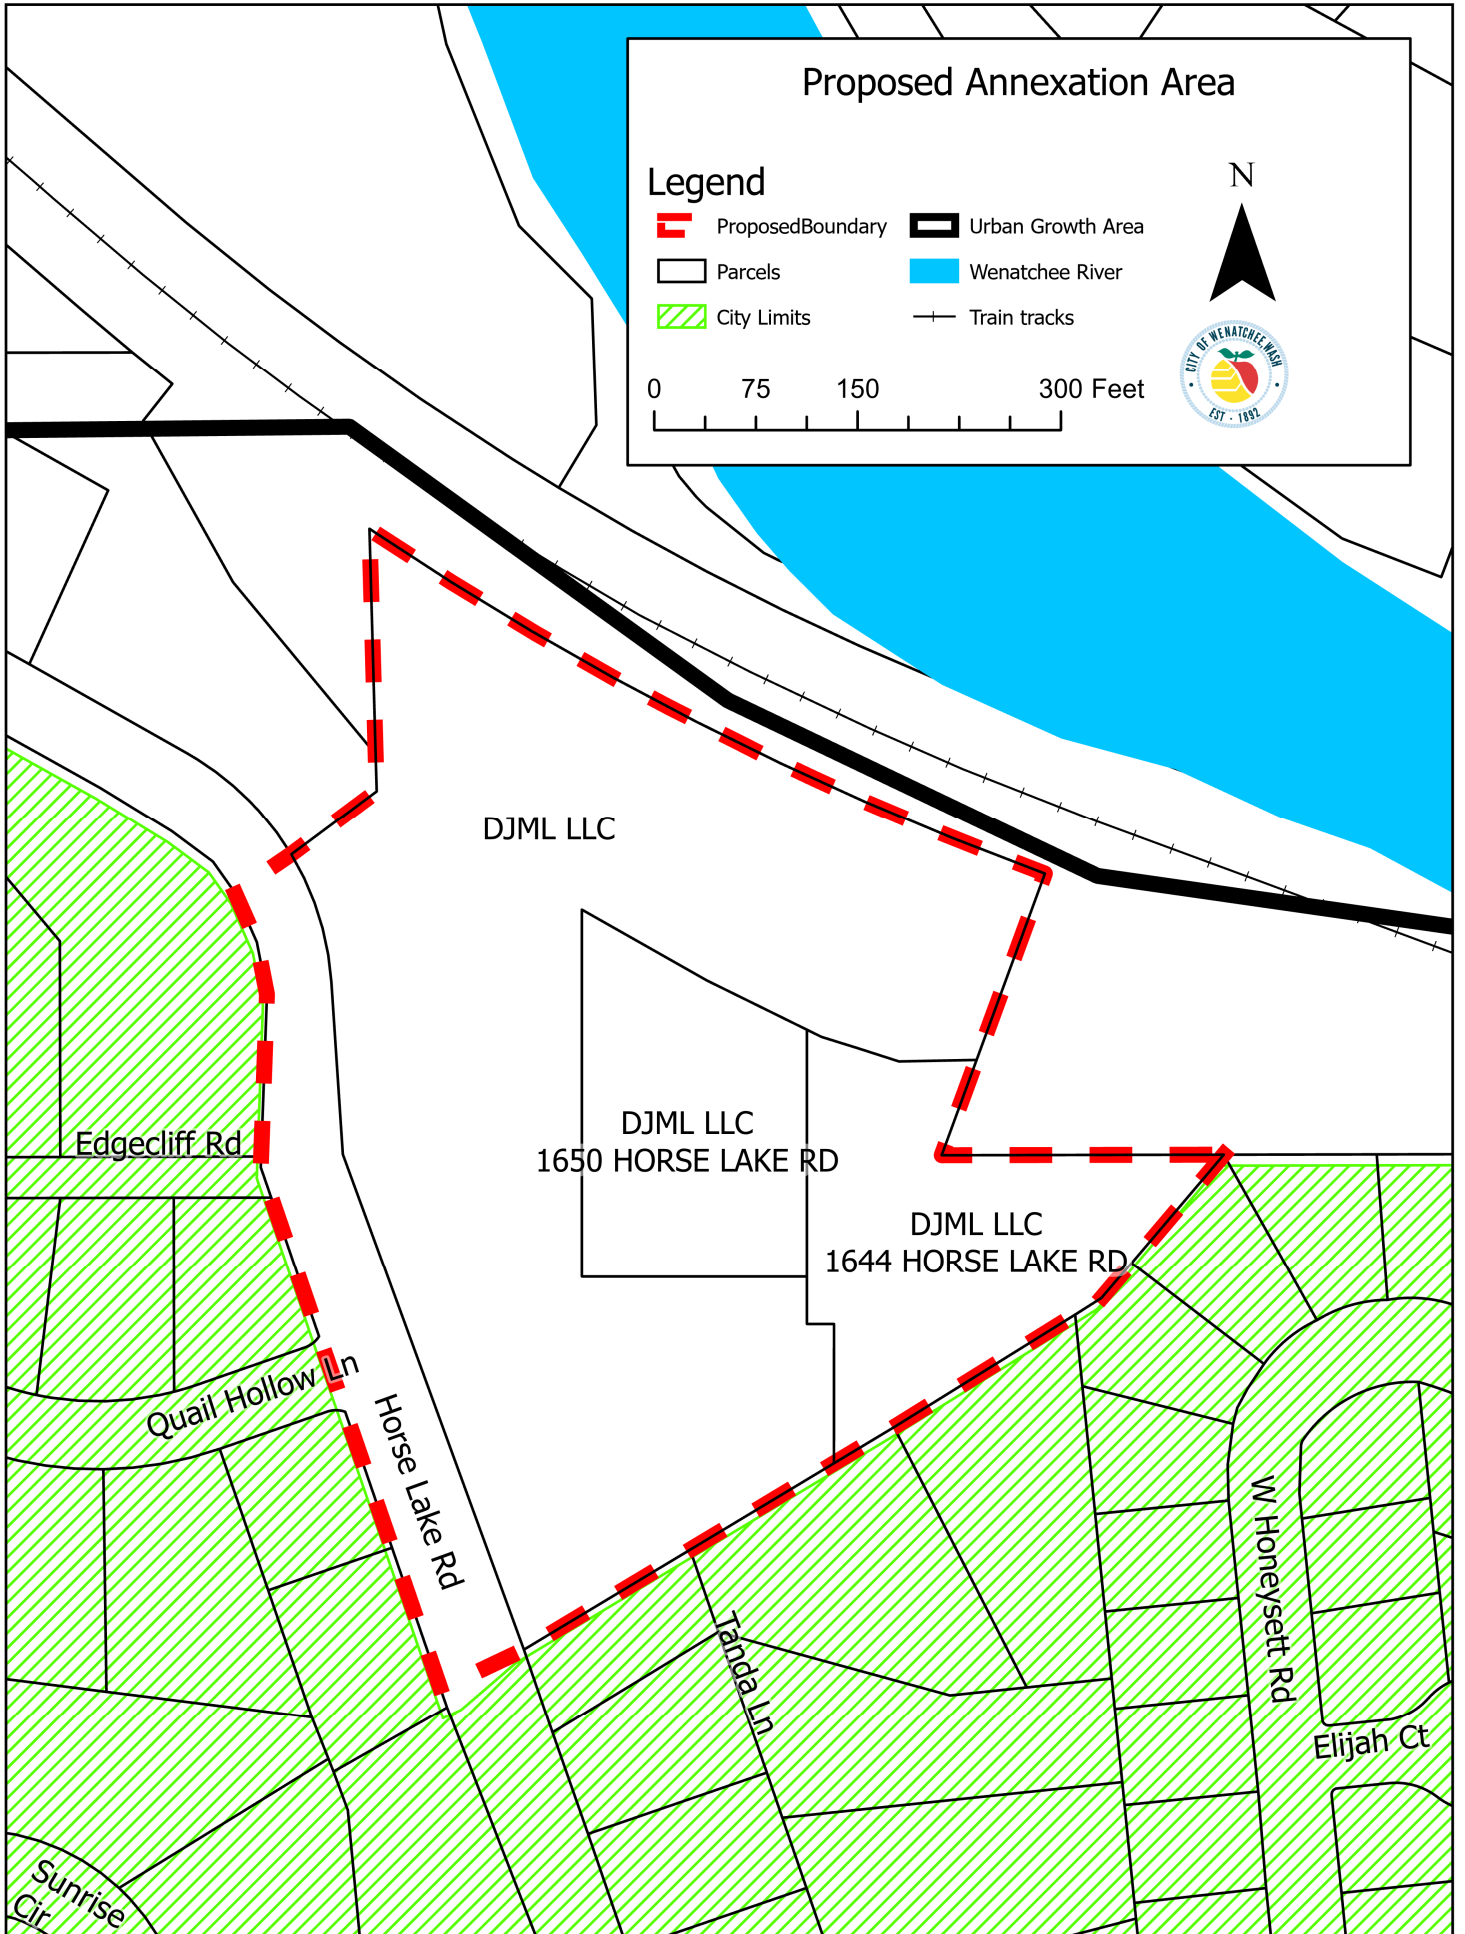 Proposed Annexation Area
Legend
N
ProposedBoundary
Urban Growth Area
Parcels
Wenatchee River
City Limits
Train tracks
0 75 150 300 Feet
CITY OF WENATCHEE, WASH
EST · 1892
DJML LLC
DJML LLC
1650 HORSE LAKE RD
Edgecliff Rd
DJML LLC
1644 HORSE LAKE RD
Quail Hollow Ln
Horse Lake Rd
W Honeysett Rd
Tanda Ln
Elijah Ct
Sunrise
Cir